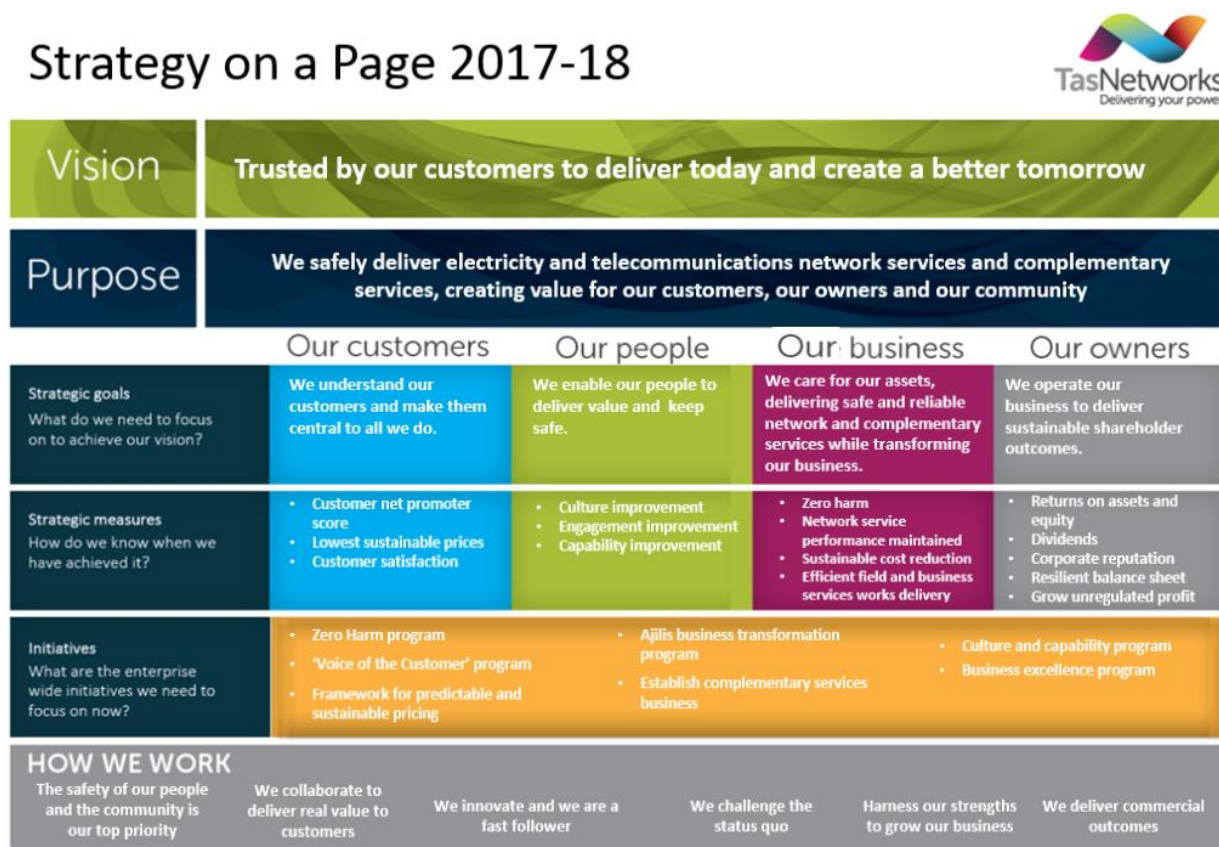 Strategy on a Page 2017-18
TasNetworks
Delivering your power
Vision
Trusted by our customers to deliver today and create a better tomorrow
Purpose
We safely deliver electricity and telecommunications network services and complementary
services, creating value for our customers, our owners and our community
Our customers
Our people
Our business
Our owners
Strategic goals
What do we need to focus
on to achieve our vision?
We understand our
customers and make them
central to all we do.
We enable our people to
deliver value and keep
safe.
We care for our assets,
delivering safe and reliable
network and complementary
services while transforming
our business.
We operate our
business to deliver
sustainable shareholder
outcomes.
Strategic measures
How do we know when we
have achieved it?
• Customer net promoter
score
• Lowest sustainable prices
• Customer satisfaction
• Culture improvement
• Engagement improvement
• Capability improvement
• Zero harm
• Network service
performance maintained
• Sustainable cost reduction
• Efficient field and business
services works delivery
• Returns on assets and
equity
• Dividends
• Corporate reputation
• Resilient balance sheet
• Grow unregulated profit
Initiatives
What are the enterprise
wide initiatives we need to
focus on now?
• Zero Harm program
• 'Voice of the Customer' program
• Framework for predictable and
sustainable pricing
• Ajilis business transformation
program
• Establish complementary services
business
• Culture and capability program
• Business excellence program
HOW WE WORK
The safety of our people
and the community is
our top priority
We collaborate to
deliver real value to
customers
We innovate and we are a
fast follower
We challenge the
status quo
Harness our strengths
to grow our business
We deliver commercial
outcomes